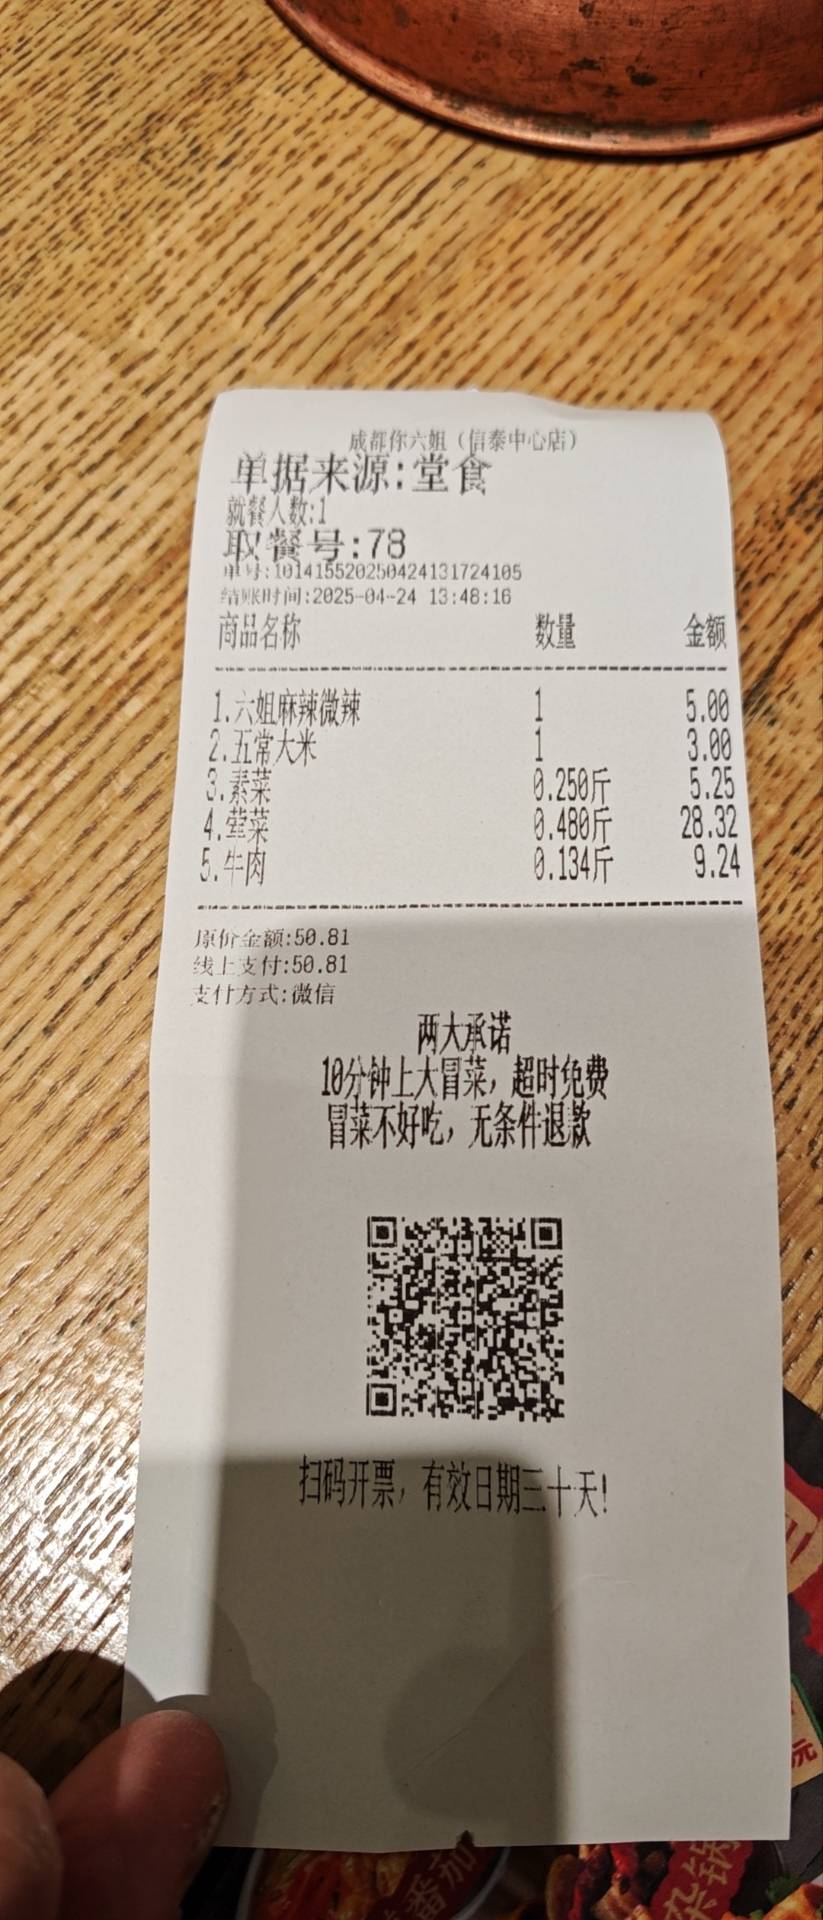 成都你六姐（信泰中心店）
单据来源:堂食
就餐人数:1
取餐号:78
单号:101415520250424131724105
结账时间:2025-04-24 13:48:16
商品名称 数量 金额
1.六姐麻辣微辣 1 5.00
2.五常大米 1 3.00
3.素菜 0.250斤 5.25
4.荤菜 0.480斤 28.32
5.牛肉 0.134斤 9.24
原价金额:50.81
线上支付:50.81
支付方式:微信
两大承诺
10分钟上大冒菜，超时免费
冒菜不好吃，无条件退款
扫码开票，有效日期三十天!
元
番茄